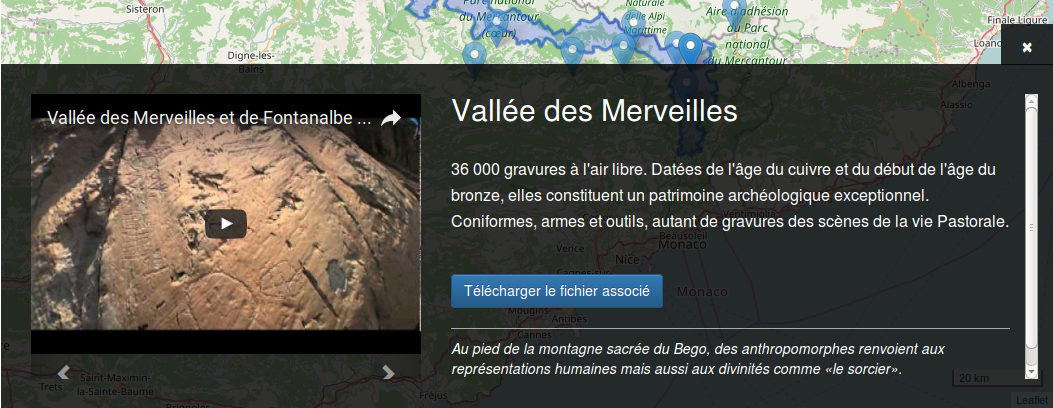 Sisteron
Parc national
du Mercantour
(cœur)
Naturelle
delle Alpi
Marittime
Aire d'adhésion
du Parc
national
du Mercantour
Finale Ligure
Loano
Digne-les-
Bains
×
Albenga
Alassio
Vallée des Merveilles et de Fontanalbe ...
Vallée des Merveilles
36 000 gravures à l'air libre. Datées de l'âge du cuivre et du début de l'âge du
bronze, elles constituent un patrimoine archéologique exceptionnel.
Coniformes, armes et outils, autant de gravures des scènes de la vie Pastorale.
Ventimiglia
Beausoleil
Monaco
Vence
Nice
Cagnes-sur-
Télécharger le fichier associé
Monaco
Mougins
Antibes
Cannes
Au pied de la montagne sacrée du Bego, des anthropomorphes renvoient aux
représentations humaines mais aussi aux divinités comme «le sorcier».
Trets
Saint-Maximin-
la-Sainte-Baume
Brignoles
Fréjus
20 km
Leaflet